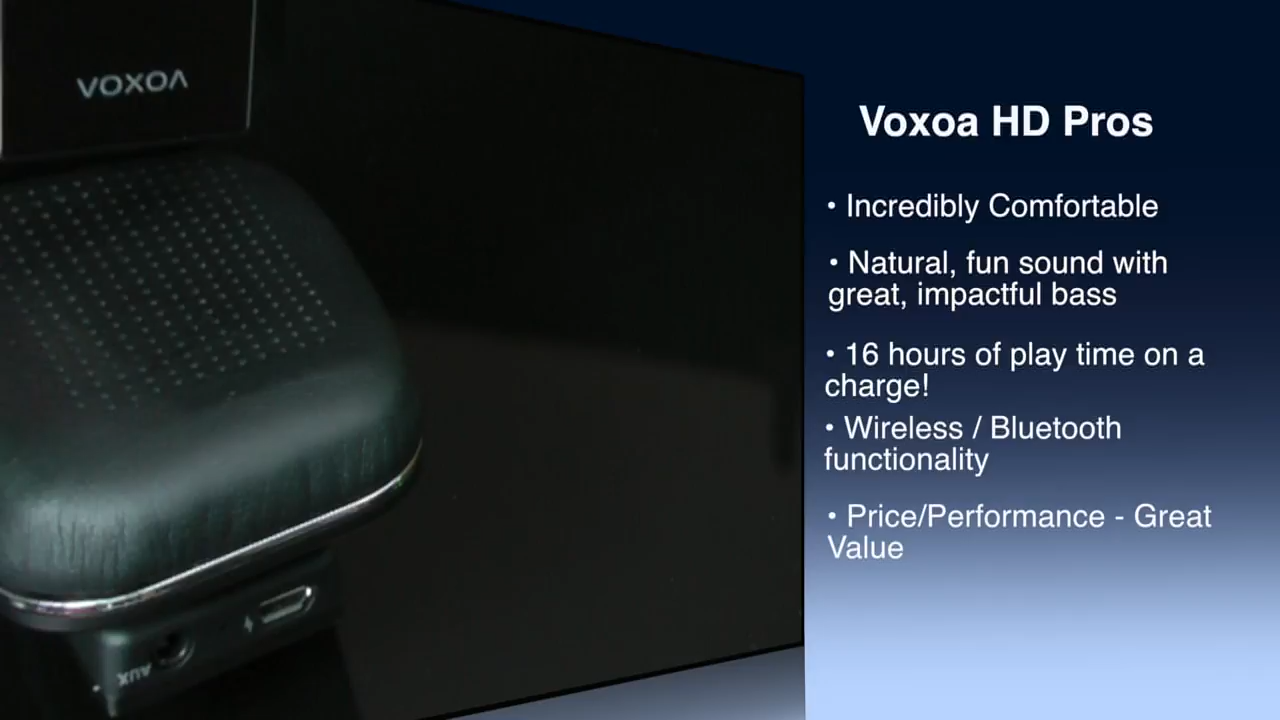 VOXOA
AUX
Voxoa HD Pros
• Incredibly Comfortable
• Natural, fun sound with
great, impactful bass
• 16 hours of play time on a
charge!
• Wireless / Bluetooth
functionality
• Price/Performance - Great
Value